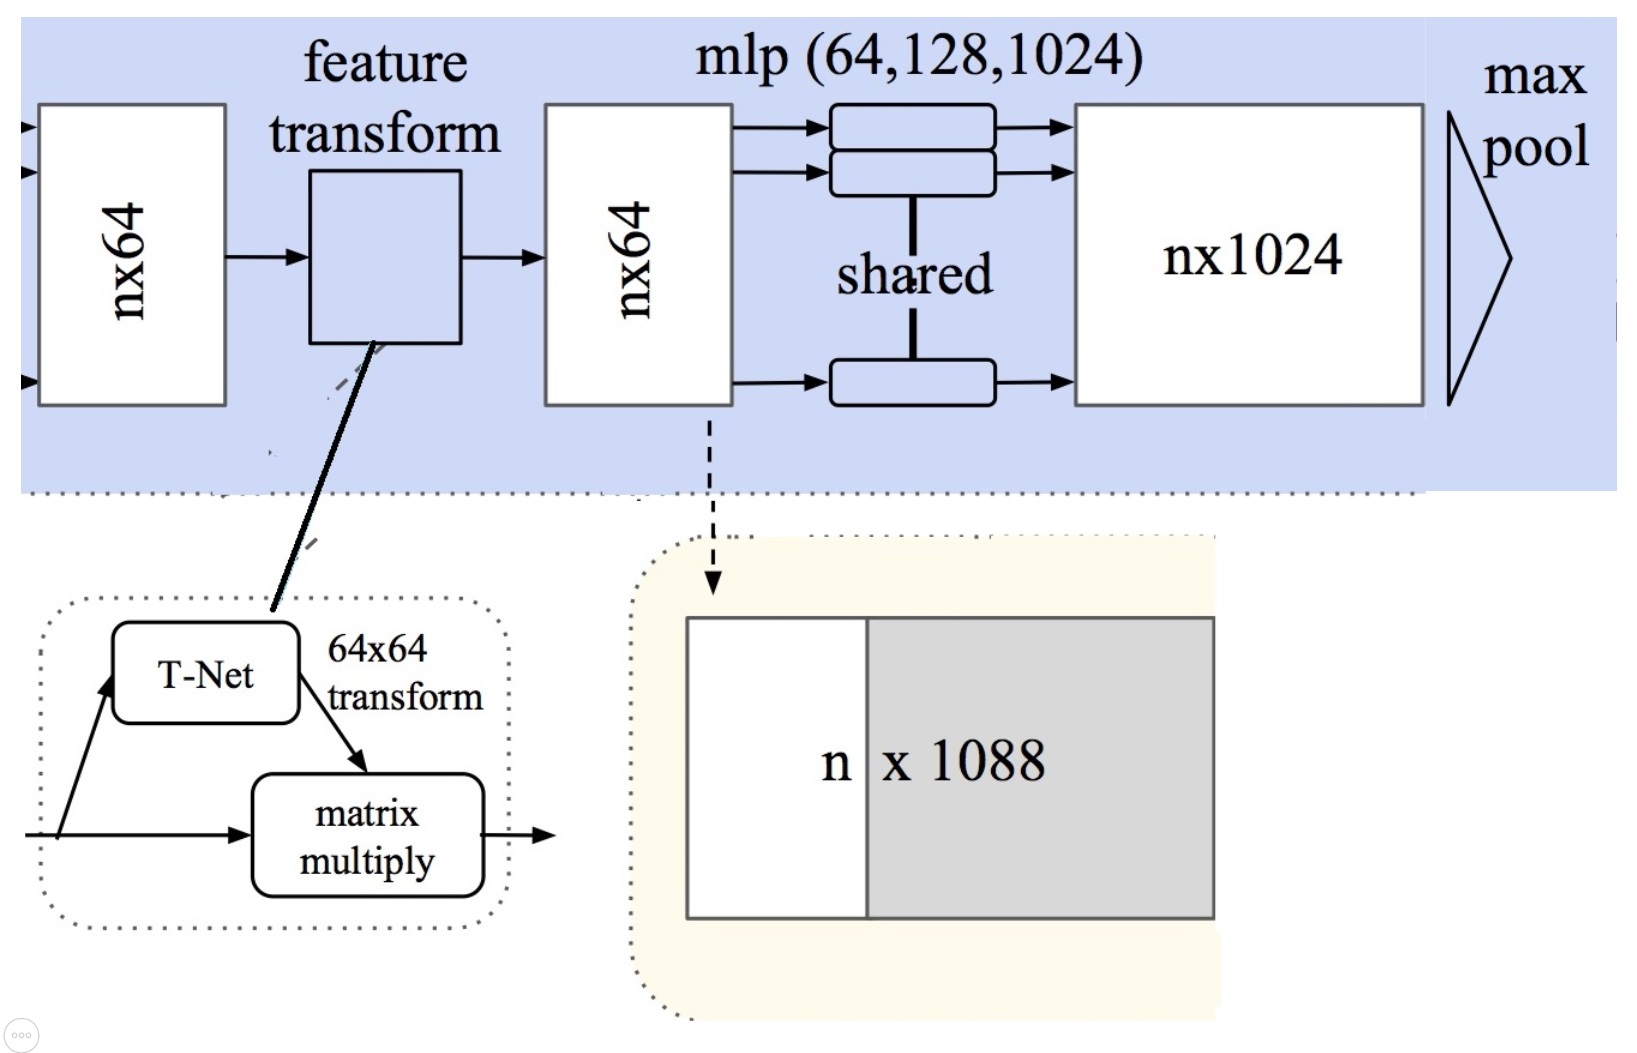 feature
transform
mlp (64,128,1024)
max
pool
nx64
nx64
shared
nx1024
T-Net
64x64
transform
matrix
multiply
n x 1088